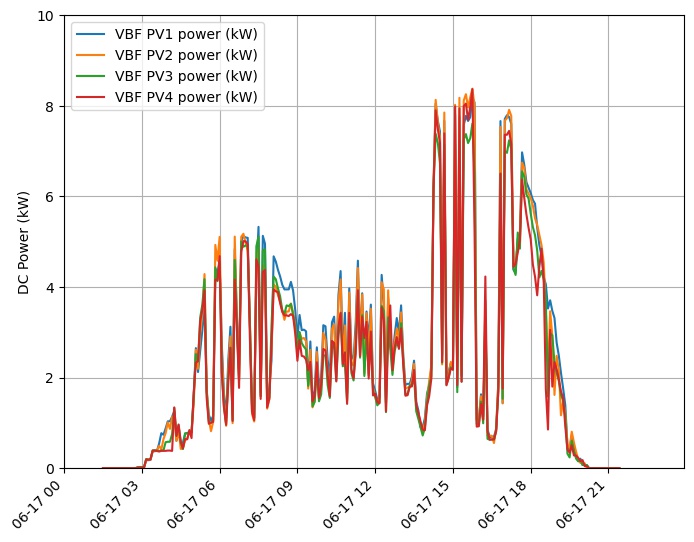 VBF PV1 power (kW)
VBF PV2 power (kW)
VBF PV3 power (kW)
VBF PV4 power (kW)
DC Power (kW)
10
8
6
4
2
0
06-17 00
06-17 03
06-17 06
06-17 09
06-17 12
06-17 15
06-17 18
06-17 21